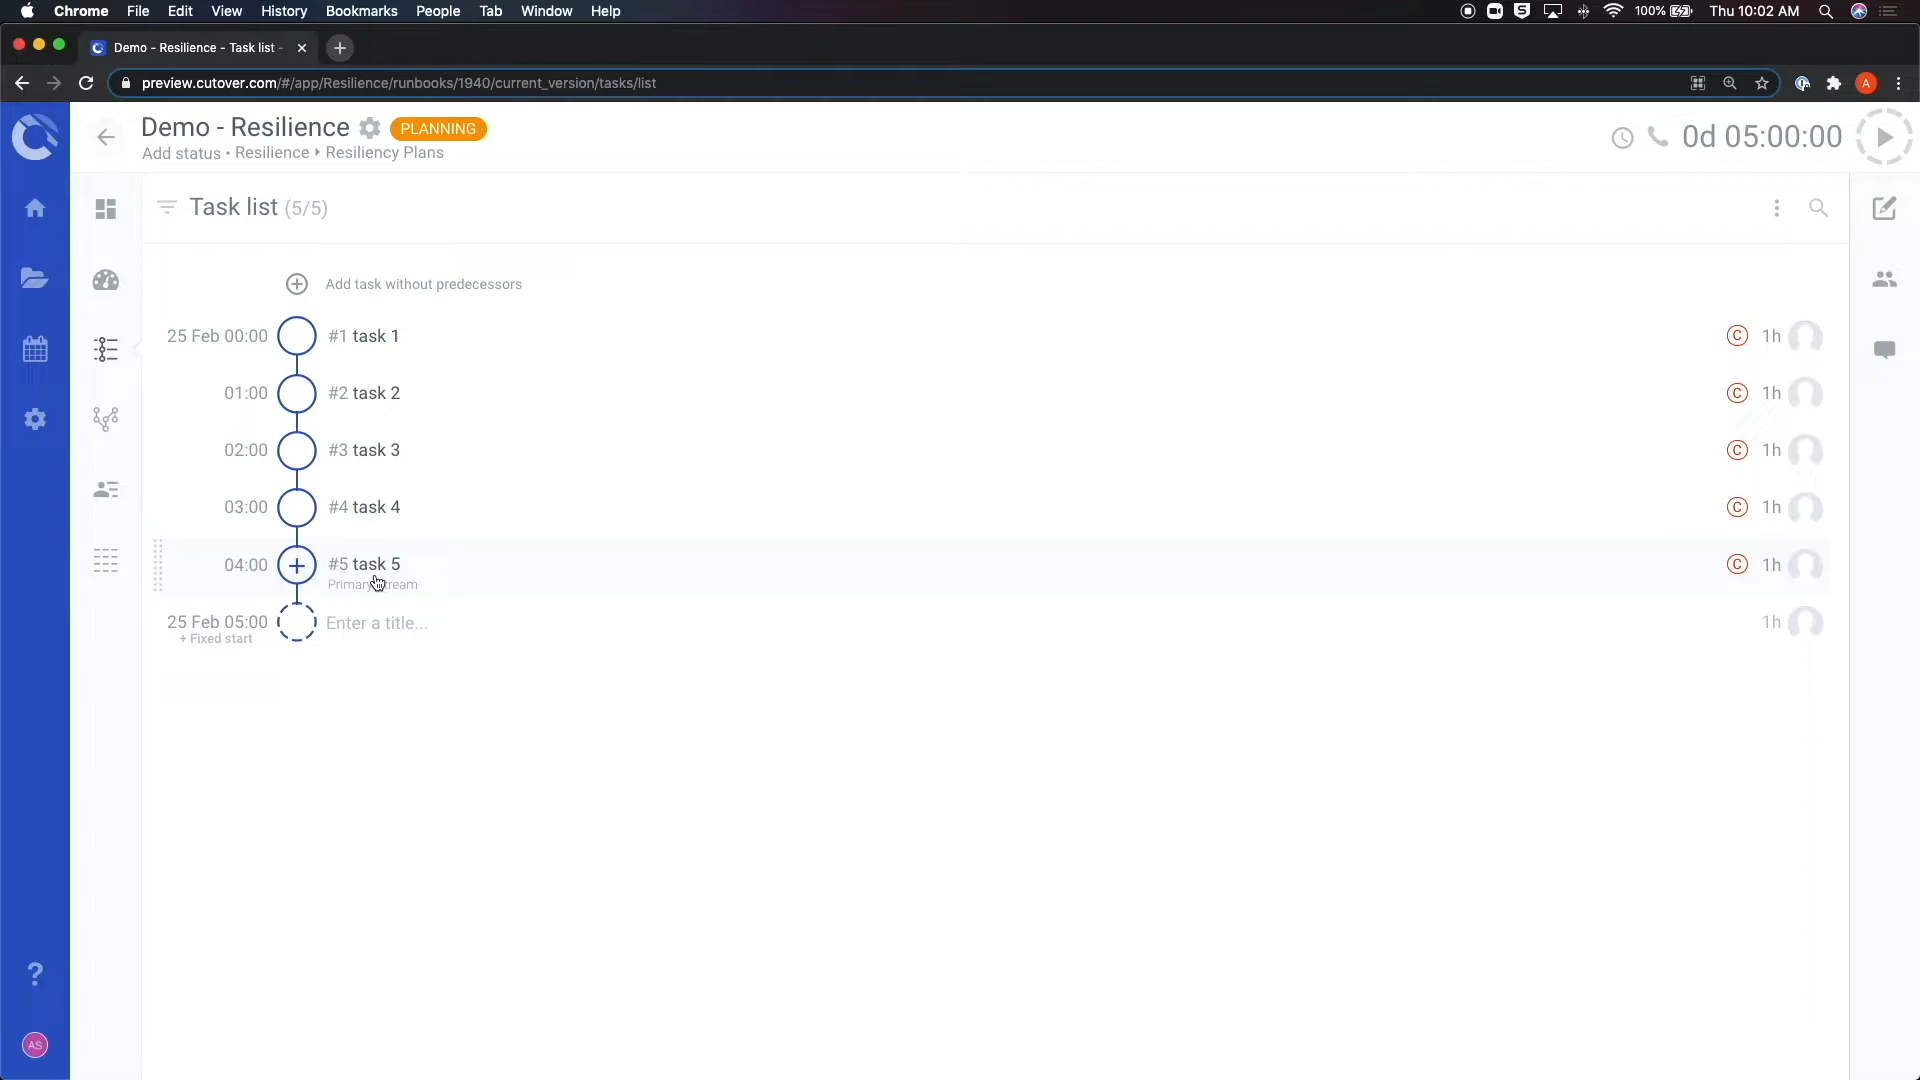 Chrome File Edit View History Bookmarks People Tab Window Help 100% Thu 10:02 AM
Demo - Resilience - Task list -
preview.cutover.com/#/app/Resilience/runbooks/1940/current_version/tasks/list A
Demo - Resilience PLANNING
Add status • Resilience ▸ Resiliency Plans
0d 05:00:00
Task list (5/5)
Add task without predecessors
25 Feb 00:00 #1 task 1 C 1h
01:00 #2 task 2 C 1h
02:00 #3 task 3 C 1h
03:00 #4 task 4 C 1h
04:00 #5 task 5 C 1h
25 Feb 05:00 Enter a title... 1h
+ Fixed start
?
AS